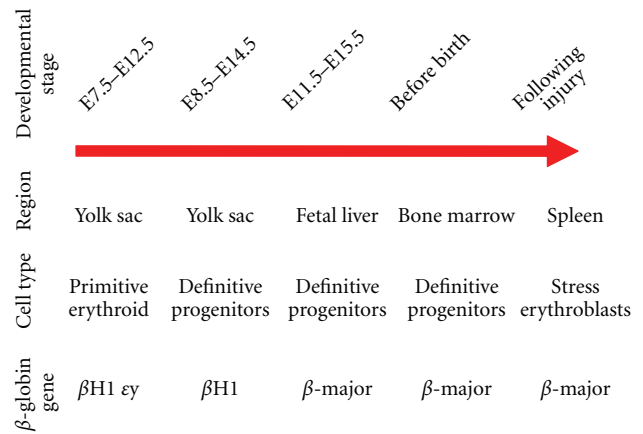 Developmental
stage
E7.5–E12.5
E8.5–E14.5
E11.5–E15.5
Before birth
Following
injury
Region
Yolk sac
Yolk sac
Fetal liver
Bone marrow
Spleen
Cell type
Primitive
erythroid
Definitive
progenitors
Definitive
progenitors
Definitive
progenitors
Stress
erythroblasts
β-globin
gene
βH1 εy
βH1
β-major
β-major
β-major